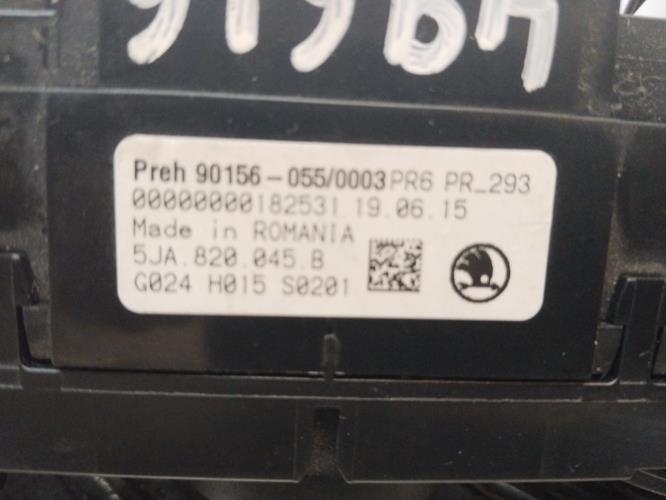 Preh 90156-055/0003 PR6 PR_293
00000000182531 19.06.15
Made in ROMANIA
5JA.820.045.B
G024 H015 S0201